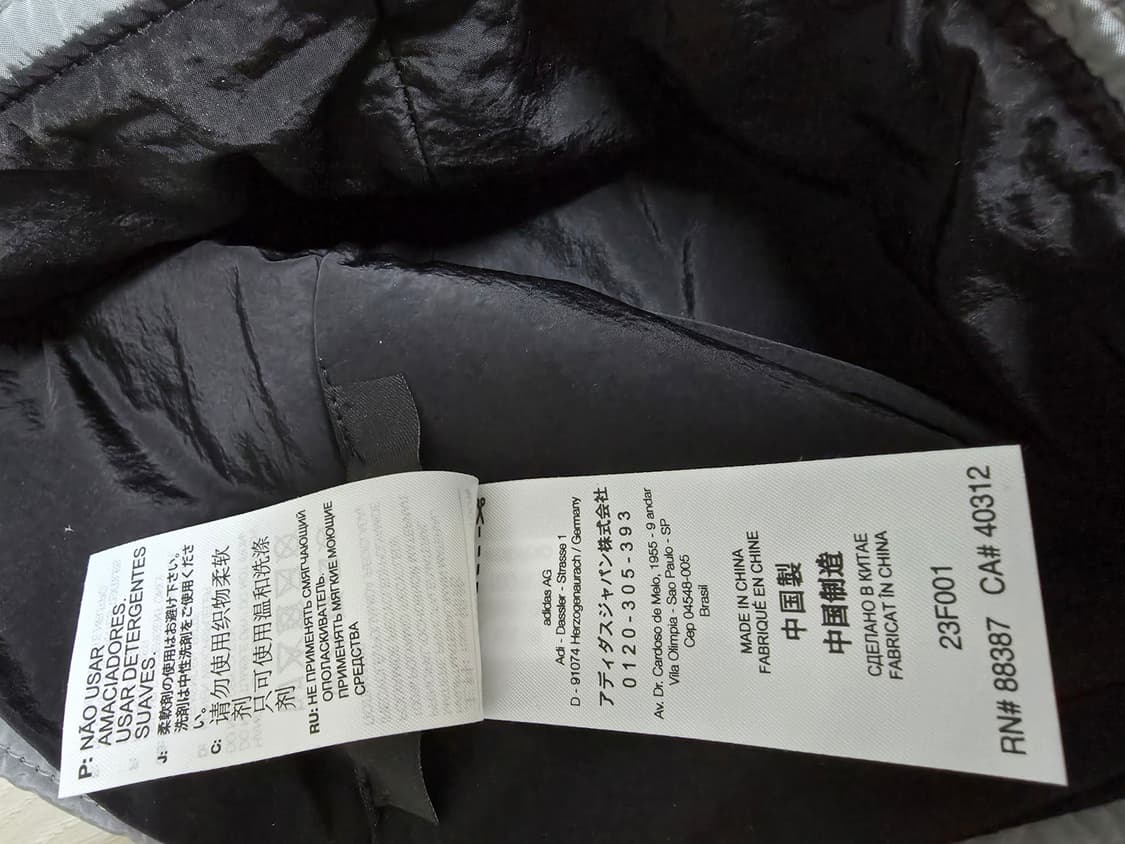 P: NÃO USAR
AMACIADORES.
USAR DETERGENTES
SUAVES.
J: 柔軟剤の使用はお避け下さい。
洗剤は中性洗剤をご使用くださ
い。
C: 请勿使用织物柔软
剂
只可使用温和洗涤
剂
RU: НЕ ПРИМЕНЯТЬ СМЯГЧАЮЩИЙ
ОПОЛАСКИВАТЕЛЬ.
ПРИМЕНЯТЬ МЯГКИЕ МОЮЩИЕ
СРЕДСТВА
adidas AG
Adi - Dassler - Strasse 1
D - 91074 Herzogenaurach / Germany
アディダスジャパン株式会社
0120-305-393
Av. Dr. Cardoso de Melo, 1955 - 9 andar
Vila Olimpia - Sao Paulo - SP
Cep 04548-005
Brasil
MADE IN CHINA
FABRIQUÉ EN CHINE
中国製
中国制造
СДЕЛАНО В КИТАЕ
FABRICAT ÎN CHINA
23F001
RN# 88387 CA# 40312